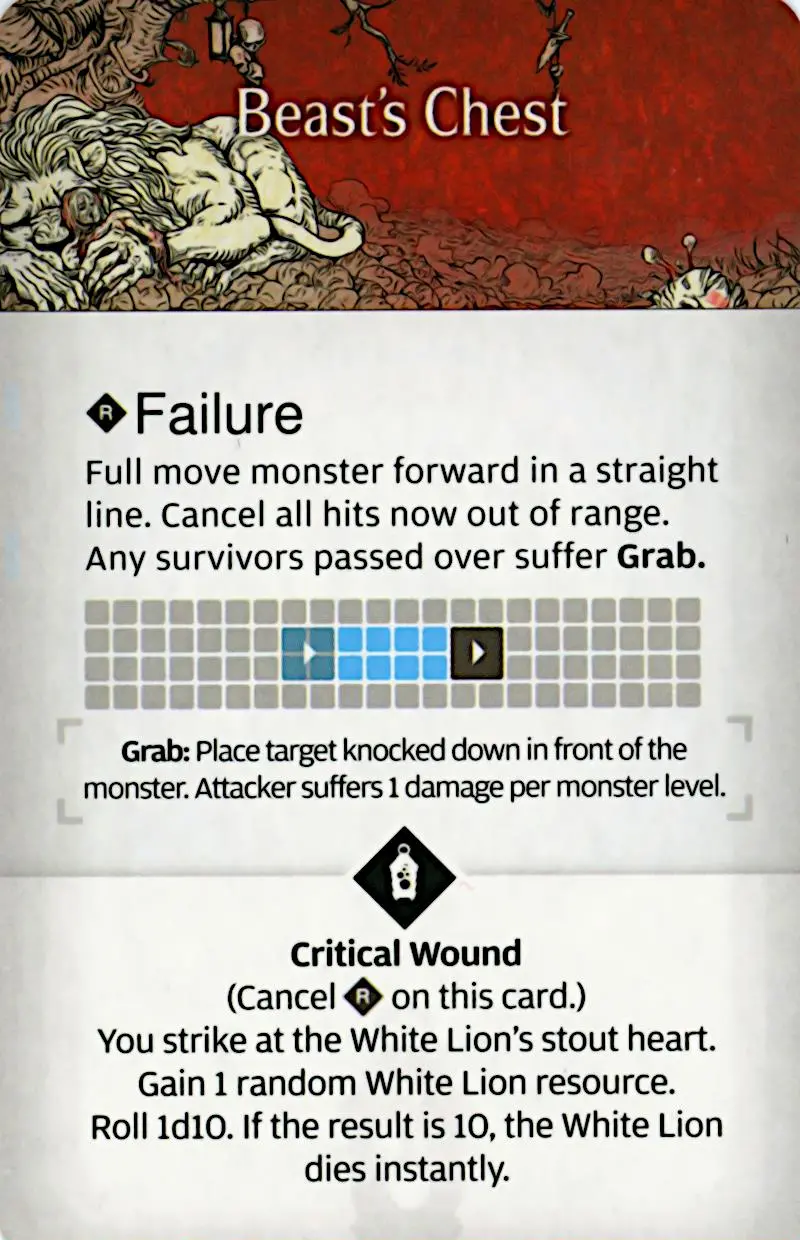 Beast's Chest
R Failure
Full move monster forward in a straight
line. Cancel all hits now out of range.
Any survivors passed over suffer Grab.
Grab: Place target knocked down in front of the
monster. Attacker suffers 1 damage per monster level.
Critical Wound
(Cancel R on this card.)
You strike at the White Lion's stout heart.
Gain 1 random White Lion resource.
Roll 1d10. If the result is 10, the White Lion
dies instantly.